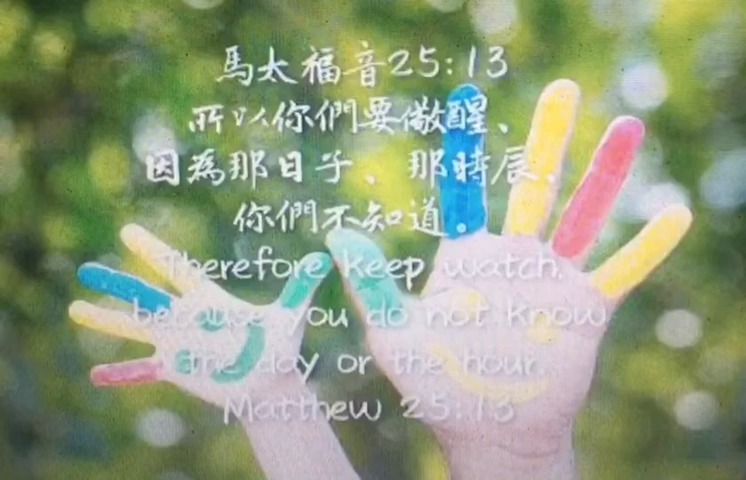 馬太福音25:13
所以你們要儆醒、
因為那日子、那時辰、
你們不知道。
Therefore keep watch,
because you do not know
the day or the hour.
Matthew 25:13